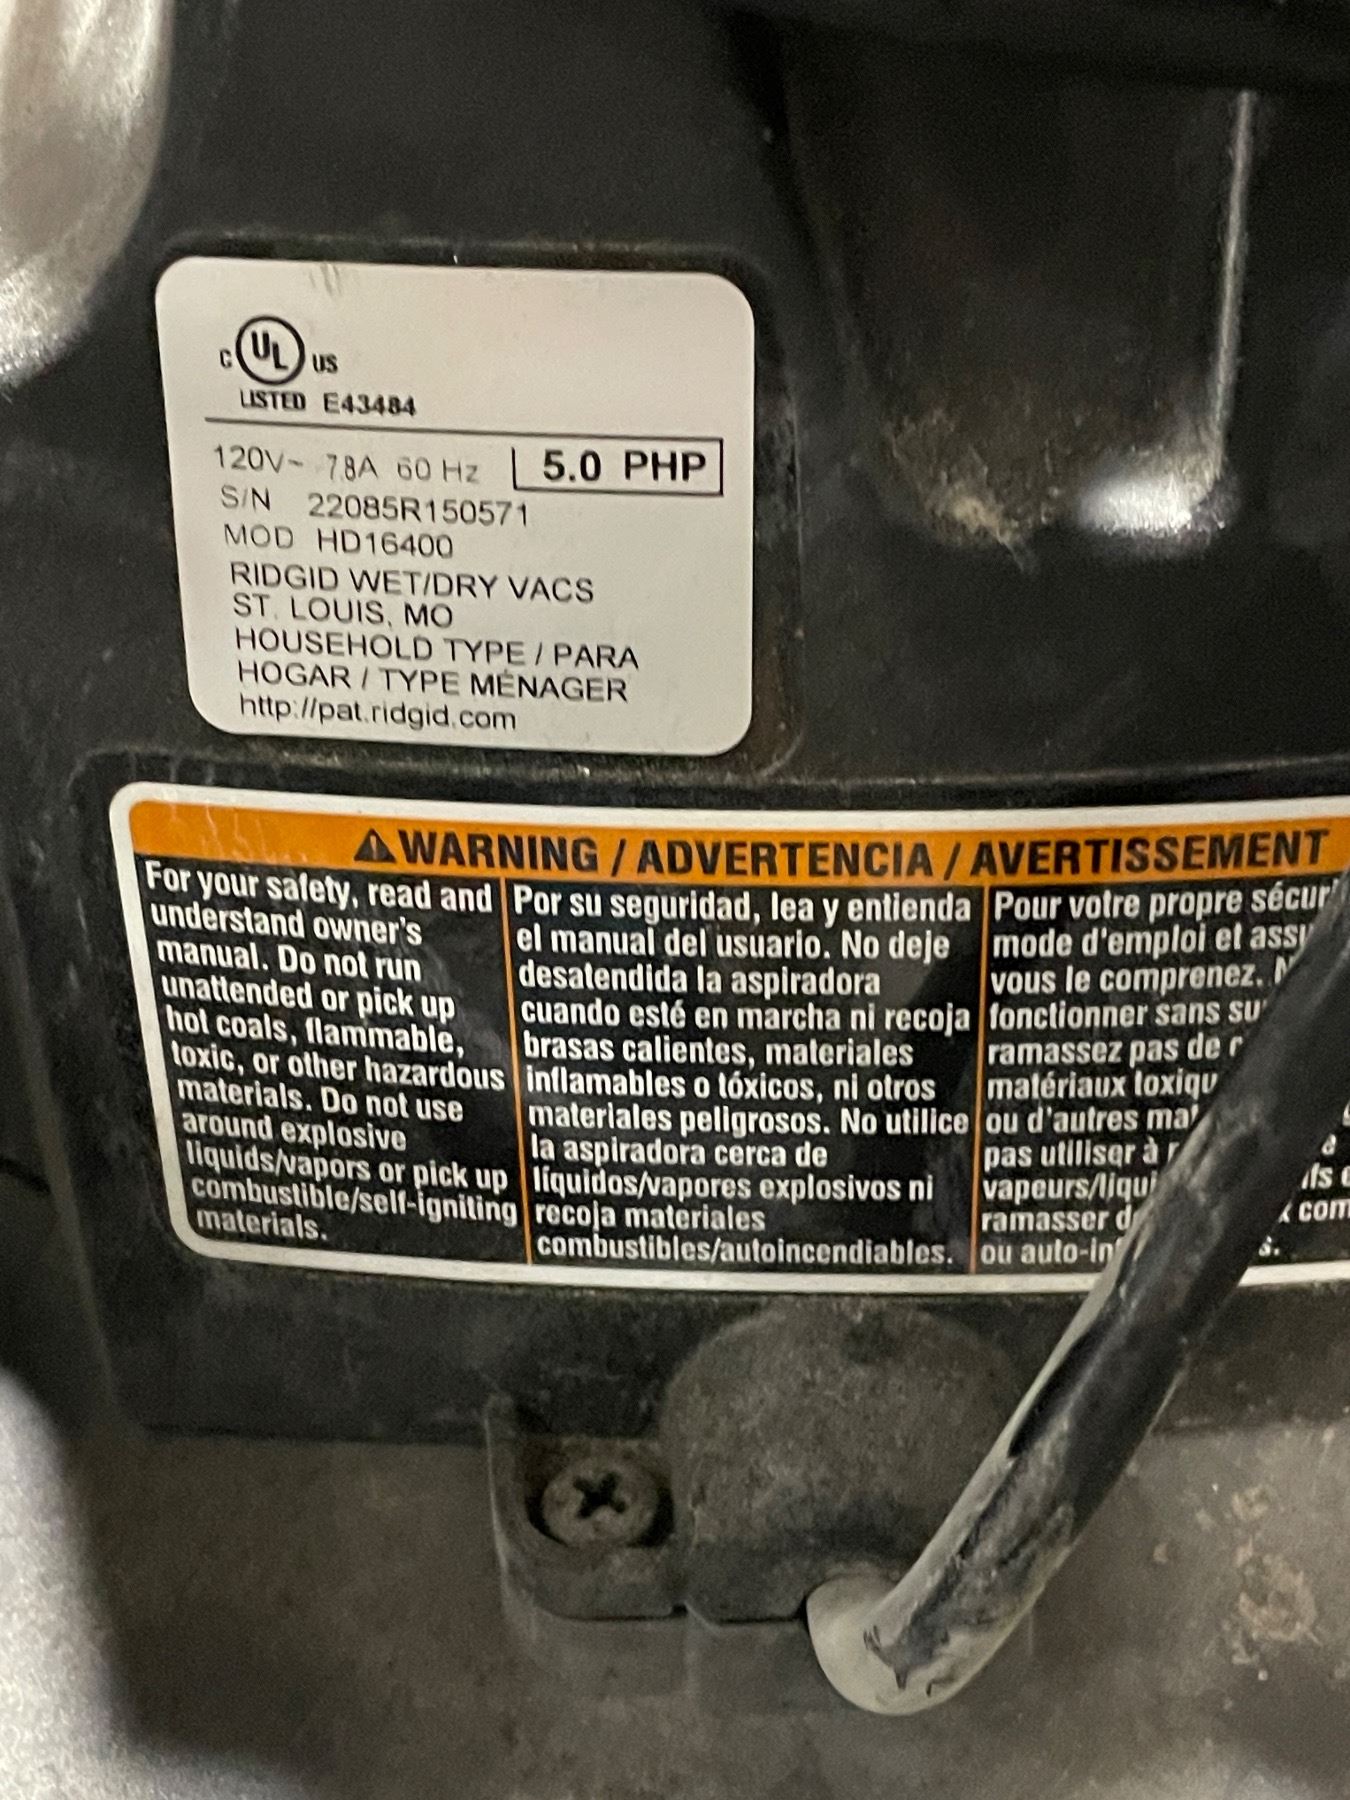 C UL US
LISTED E43484
120V~ 7.8A 60 Hz 5.0 PHP
S/N 22085R150571
MOD HD16400
RIDGID WET/DRY VACS
ST. LOUIS, MO
HOUSEHOLD TYPE / PARA
HOGAR / TYPE MÉNAGER
http://pat.ridgid.com
WARNING / ADVERTENCIA / AVERTISSEMENT
For your safety, read and
understand owner's
manual. Do not run
unattended or pick up
hot coals, flammable,
toxic, or other hazardous
materials. Do not use
around explosive
liquids/vapors or pick up
combustible/self-igniting
materials.
Por su seguridad, lea y entienda
el manual del usuario. No deje
desatendida la aspiradora
cuando esté en marcha ni recoja
brasas calientes, materiales
inflamables o tóxicos, ni otros
materiales peligrosos. No utilice
la aspiradora cerca de
líquidos/vapores explosivos ni
recoja materiales
combustibles/autoincendiables.
Pour votre propre
mode d'emploi et
vous le comprenez.
fonctionner sans
ramassez pas de
matériaux
ou d'autres
pas utiliser à
ramasser
ou